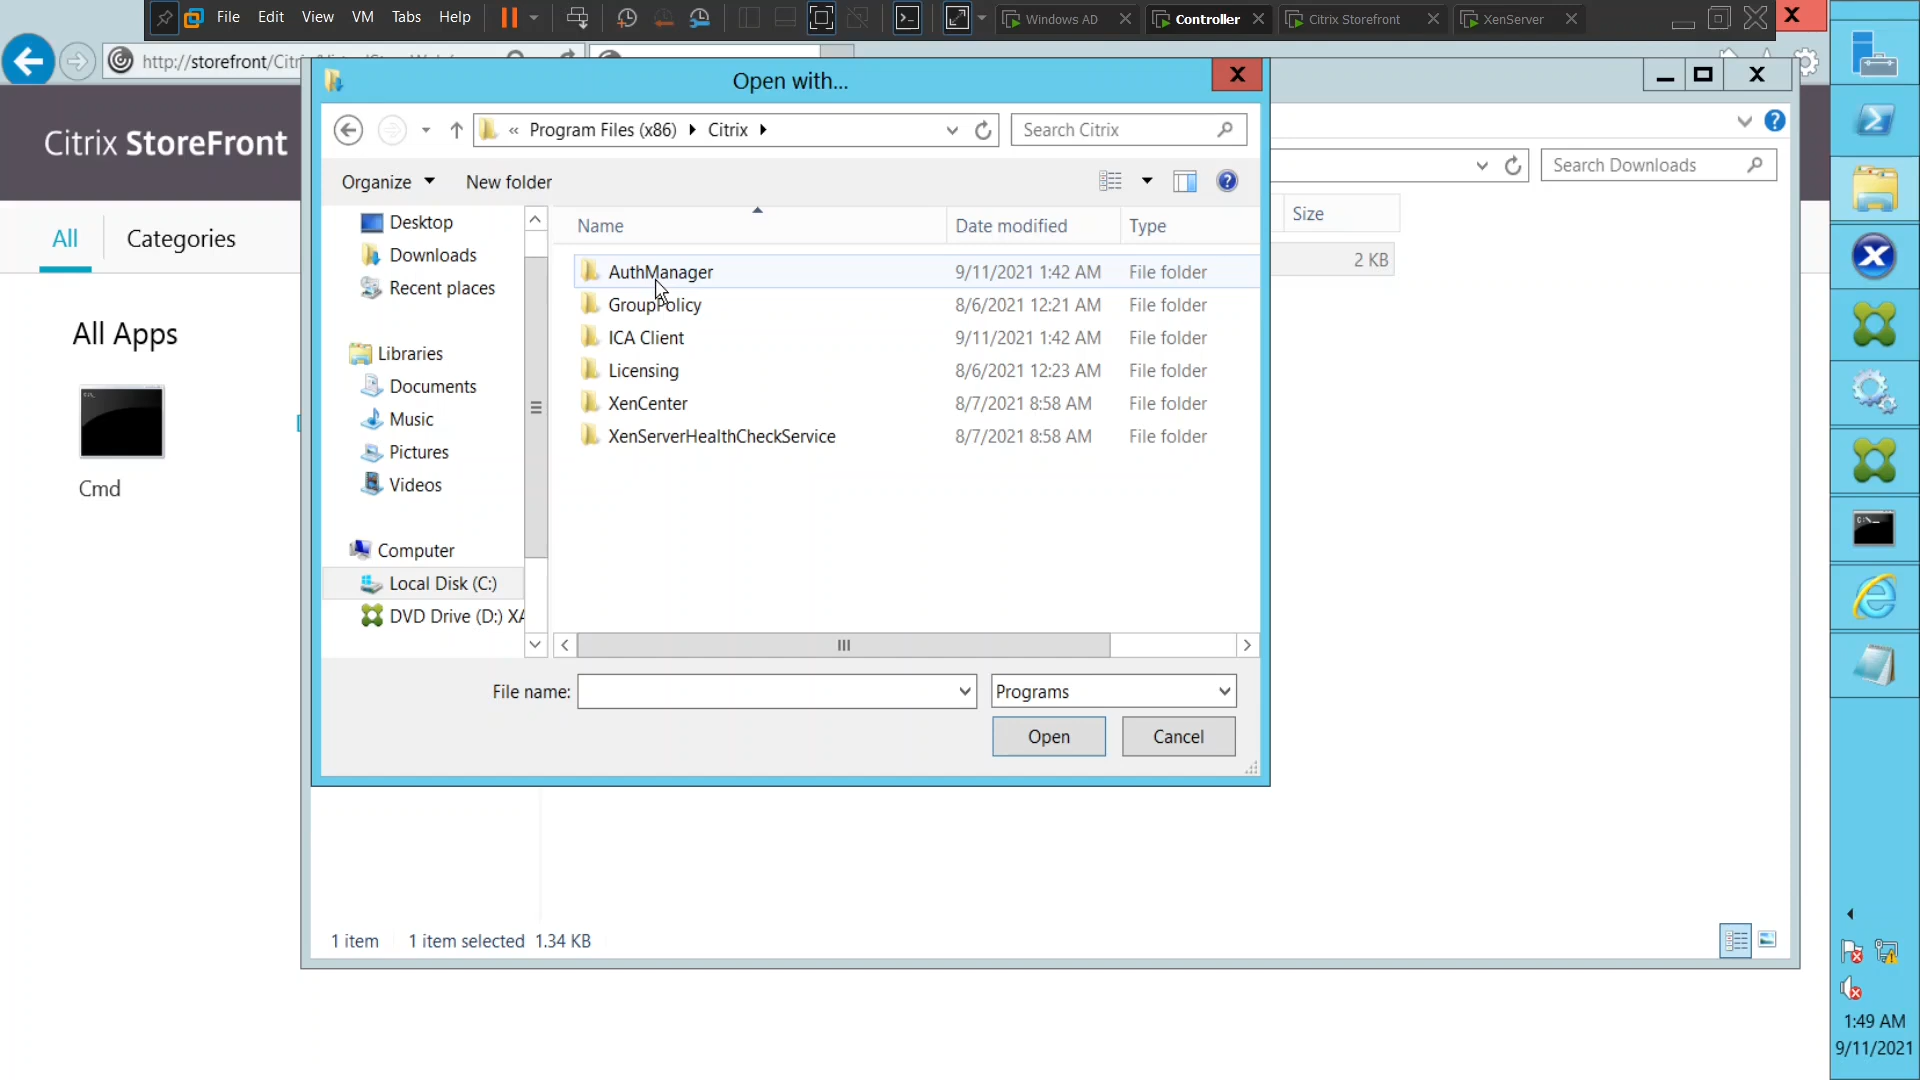 File Edit View VM Tabs Help
Windows AD
Controller
Citrix Storefront
XenServer
X
http://storefront/Citr
Open with...
X
X
« Program Files (x86) Citrix
Search Citrix
?
Citrix StoreFront
Search Downloads
Organize
New folder
?
Desktop
Name
Date modified
Type
Size
All
Categories
Downloads
AuthManager 9/11/2021 1:42 AM File folder
2 KB
Recent places
GroupPolicy 8/6/2021 12:21 AM File folder
All Apps
ICA Client 9/11/2021 1:42 AM File folder
Libraries
Licensing 8/6/2021 12:23 AM File folder
Documents
XenCenter 8/7/2021 8:58 AM File folder
Music
XenServerHealthCheckService 8/7/2021 8:58 AM File folder
Pictures
Videos
Cmd
Computer
Local Disk (C:)
DVD Drive (D:) XA
File name:
Programs
Open
Cancel
1 item 1 item selected 1.34 KB
1:49 AM
9/11/2021